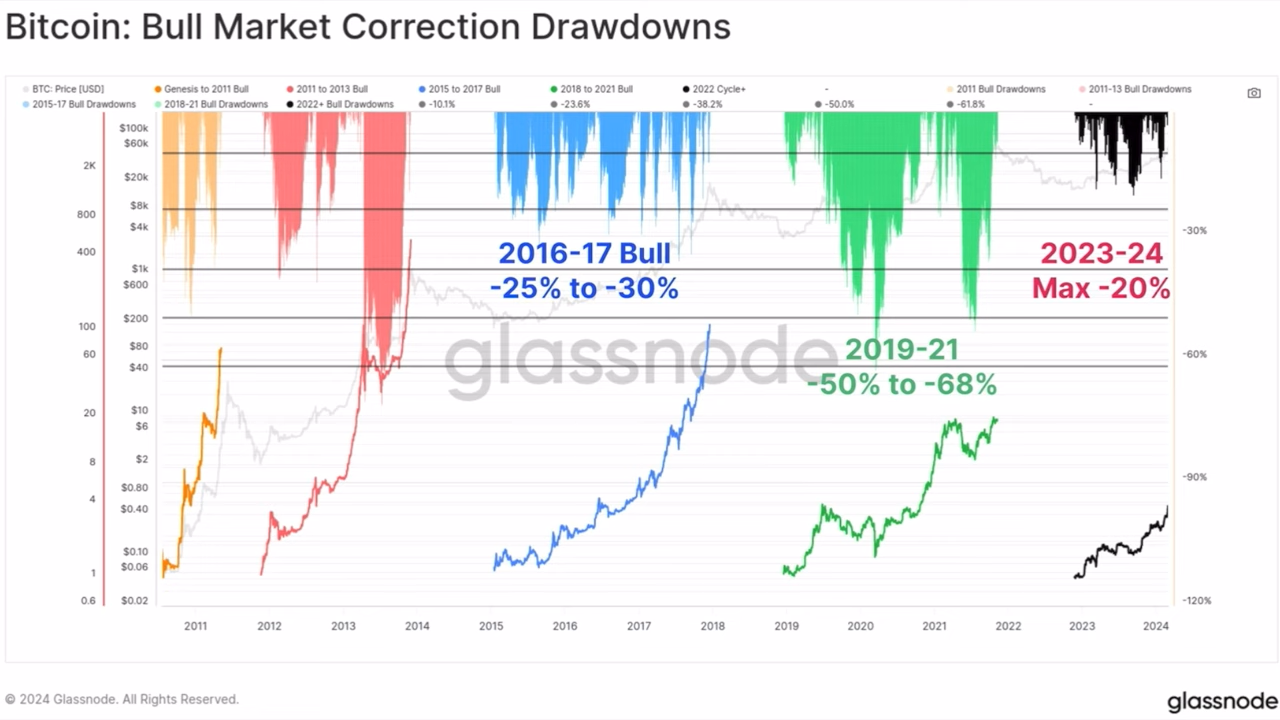 Bitcoin: Bull Market Correction Drawdowns
BTC: Price [USD] Genesis to 2011 Bull 2011 to 2013 Bull 2015 to 2017 Bull 2018 to 2021 Bull 2022 Cycle+ - 2011 Bull Drawdowns 2011-13 Bull Drawdowns
2015-17 Bull Drawdowns 2018-21 Bull Drawdowns 2022+ Bull Drawdowns -10.1% -23.6% -38.2% -50.0% -61.8% -
2K
800
400
100
60
20
8
4
1
0.6
$100k
$60k
$20k
$8k
$4k
$1k
$600
$200
$80
$40
$10
$6
$2
$0.80
$0.40
$0.10
$0.06
$0.02
2016-17 Bull
-25% to -30%
2019-21
-50% to -68%
2023-24
Max -20%
glassnode
-30%
-60%
-90%
-120%
2011 2012 2013 2014 2015 2016 2017 2018 2019 2020 2021 2022 2023 2024
© 2024 Glassnode. All Rights Reserved.
glassnode